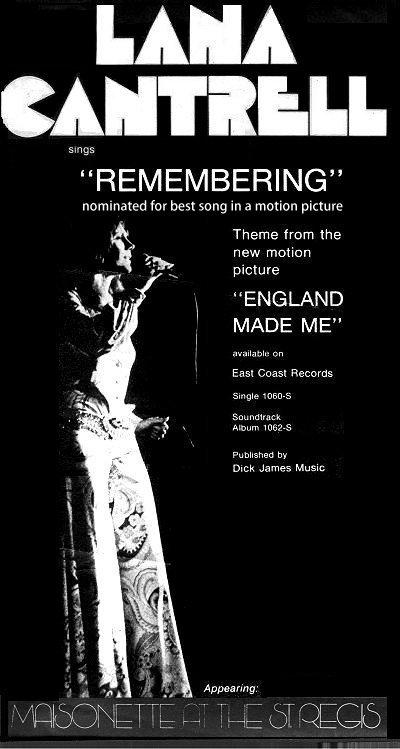 LANA
CANTRELL
sings
"REMEMBERING"
nominated for best song in a motion picture
Theme from the
new motion
picture
"ENGLAND
MADE ME"
available on
East Coast Records
Single 1060-S
Soundtrack
Album 1062-S
Published by
Dick James Music
Appearing:
MAISONETTE AT THE ST. REGIS